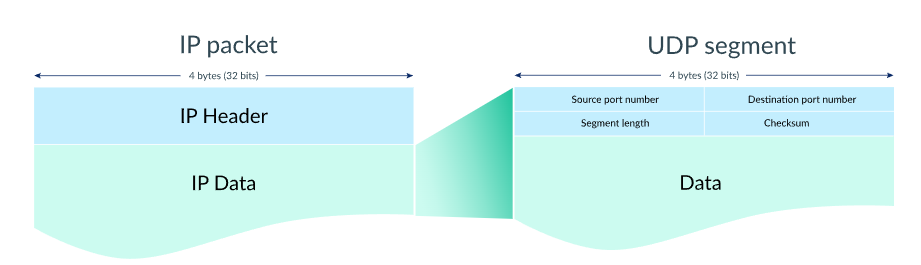 IP packet
4 bytes (32 bits)
IP Header
IP Data
UDP segment
4 bytes (32 bits)
Source port number
Destination port number
Segment length
Checksum
Data